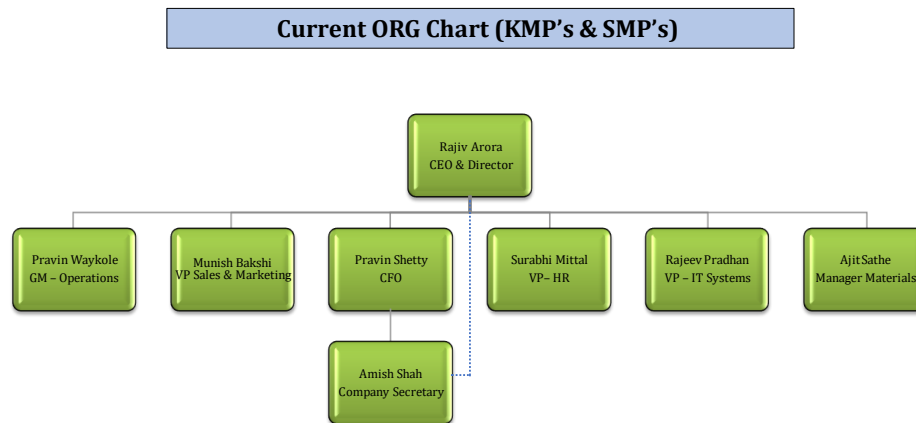 Current ORG Chart (KMP's & SMP's)
Rajiv Arora
CEO & Director
Pravin Waykole
GM – Operations
Munish Bakshi
VP Sales & Marketing
Pravin Shetty
CFO
Surabhi Mittal
VP– HR
Rajeev Pradhan
VP – IT Systems
Ajit Sathe
Manager Materials
Amish Shah
Company Secretary